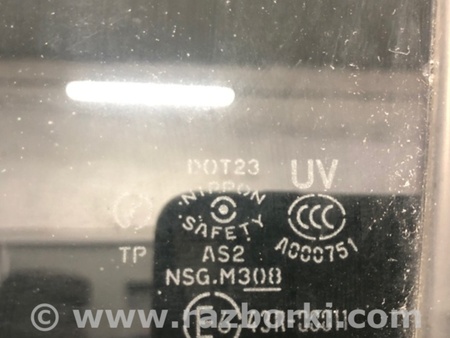 DOT23 UV
NIPPON
SAFETY
CCC
TP AS2 A000751
NSG.M308
www.razborki.com